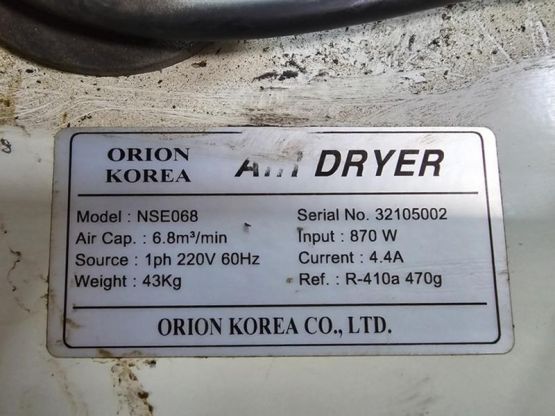 ORION KOREA AIR DRYER
Model : NSE068 Serial No. 32105002
Air Cap. : 6.8m³/min Input : 870 W
Source : 1ph 220V 60Hz Current : 4.4A
Weight : 43Kg Ref. : R-410a 470g
ORION KOREA CO., LTD.